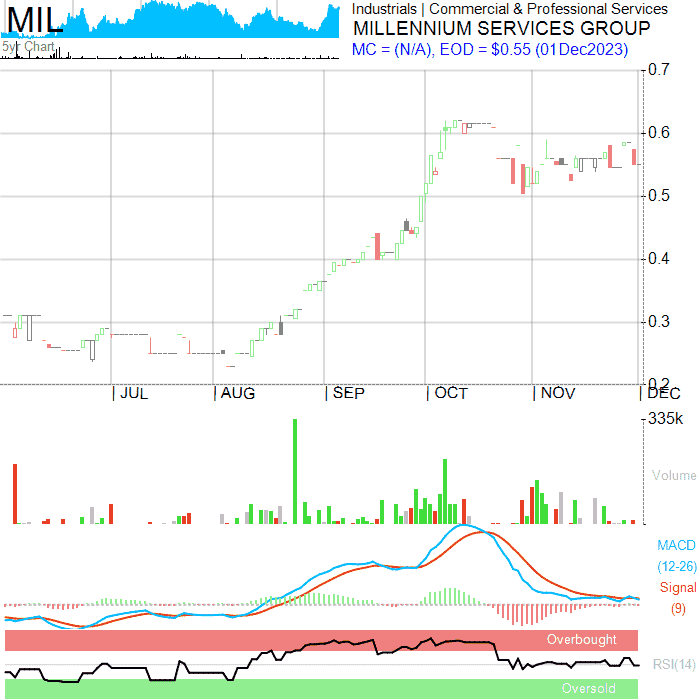 MIL
5yr Chart
Industrials | Commercial & Professional Services
MILLENNIUM SERVICES GROUP
MC = (N/A), EOD = $0.55 (01Dec2023)
0.7
0.6
0.5
0.4
0.3
0.2
| JUL | AUG | SEP | OCT | NOV | DEC
335k
Volume
MACD
(12-26)
Signal
(9)
Overbought
RSI(14)
Oversold